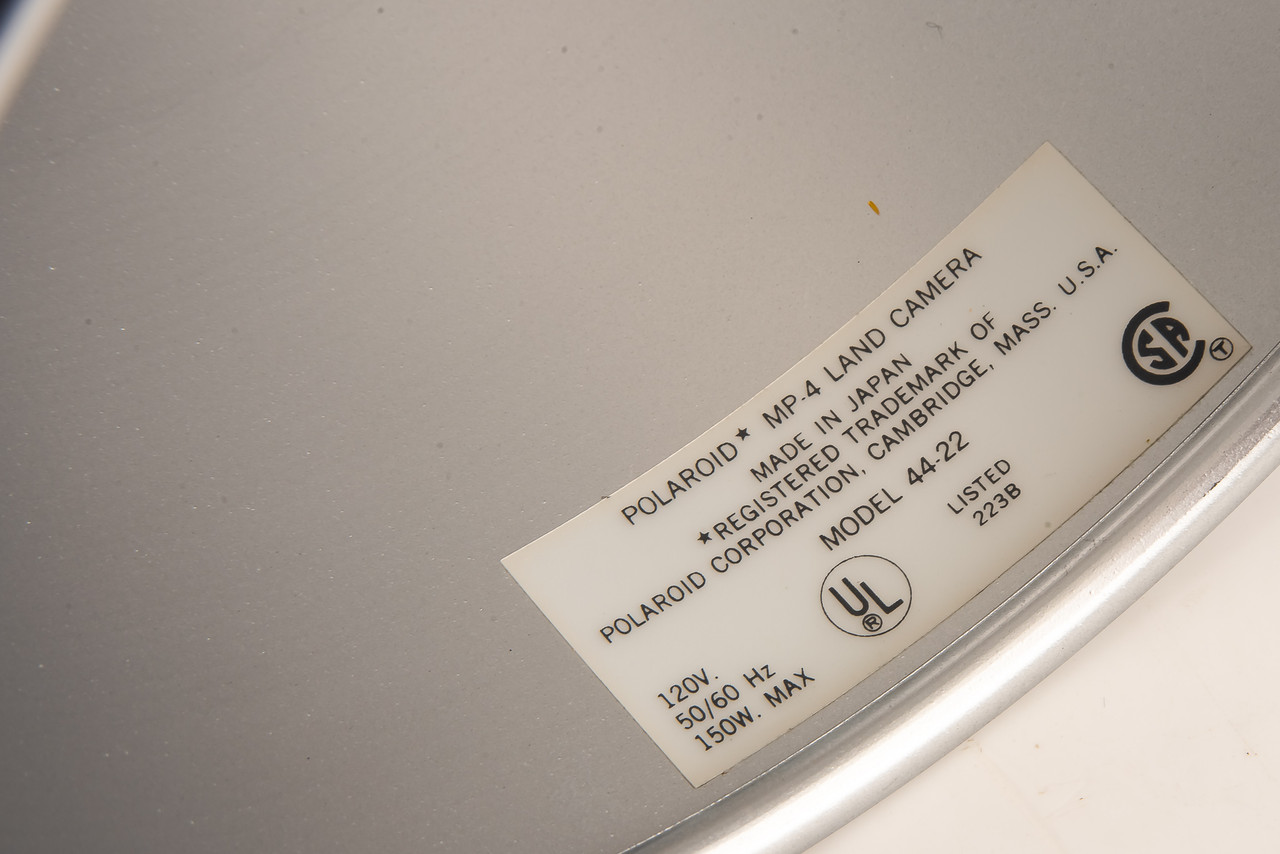 POLAROID★ MP-4 LAND CAMERA
MADE IN JAPAN
★REGISTERED TRADEMARK OF
POLAROID CORPORATION, CAMBRIDGE, MASS. U.S.A.
MODEL 44-22
LISTED
223B
UL
®
SA
T
120V.
50/60 Hz
150W. MAX